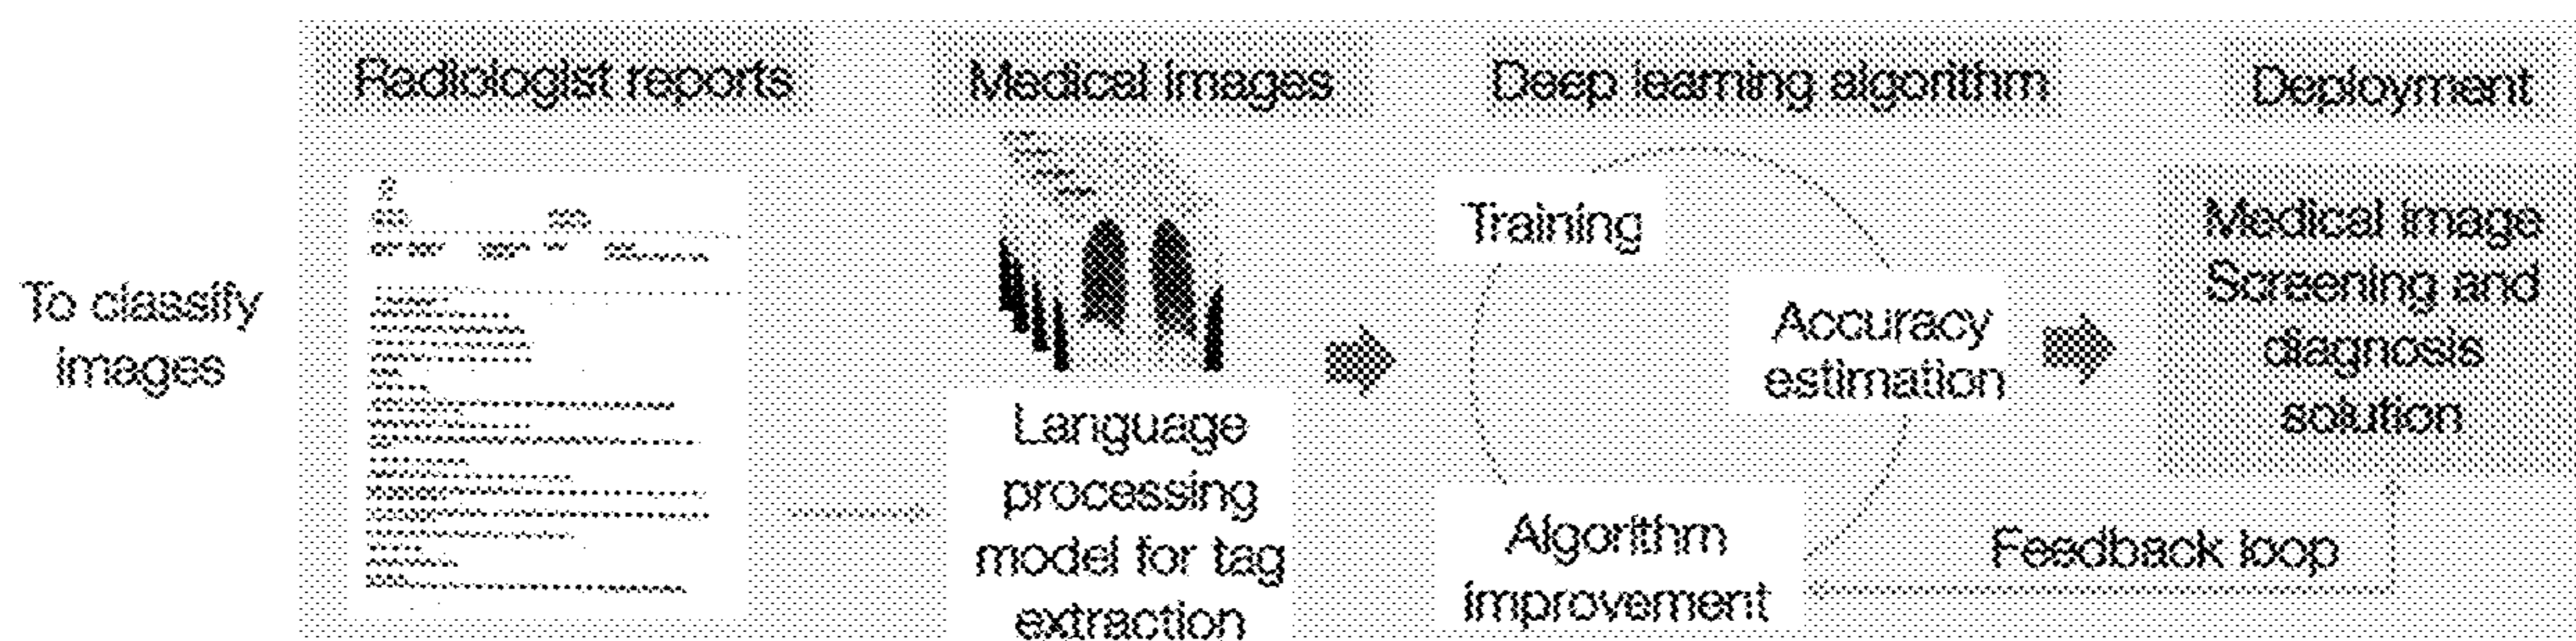 Radiologist reports
Medical images
Deep learning algorithm
Deployment
To classify
images
Language
processing
model for tag
extraction
Training
Accuracy
estimation
Algorithm
improvement
Medical image
Screening and
diagnosis
solution
Feedback loop